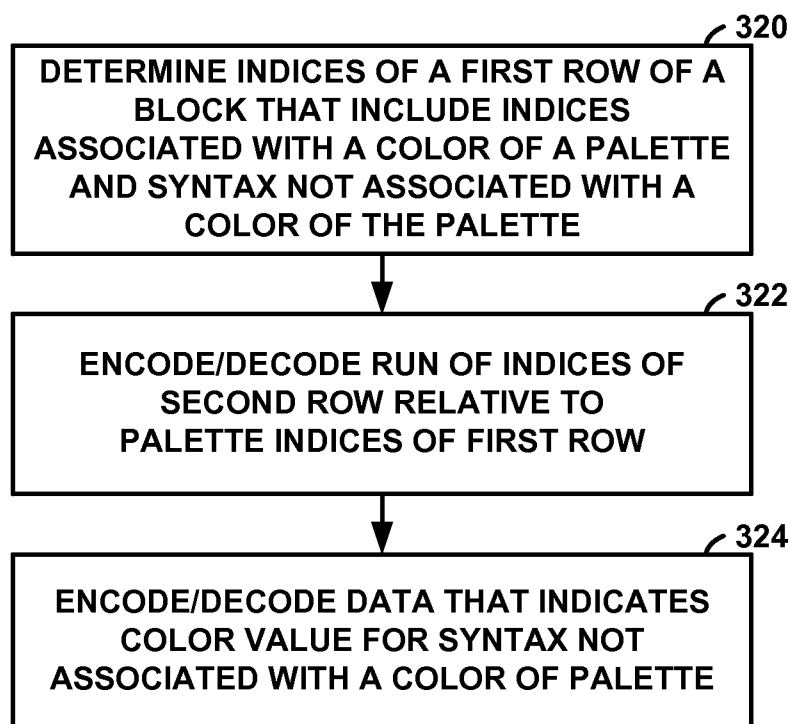 320
DETERMINE INDICES OF A FIRST ROW OF A
BLOCK THAT INCLUDE INDICES
ASSOCIATED WITH A COLOR OF A PALETTE
AND SYNTAX NOT ASSOCIATED WITH A
COLOR OF THE PALETTE
322
ENCODE/DECODE RUN OF INDICES OF
SECOND ROW RELATIVE TO
PALETTE INDICES OF FIRST ROW
324
ENCODE/DECODE DATA THAT INDICATES
COLOR VALUE FOR SYNTAX NOT
ASSOCIATED WITH A COLOR OF PALETTE